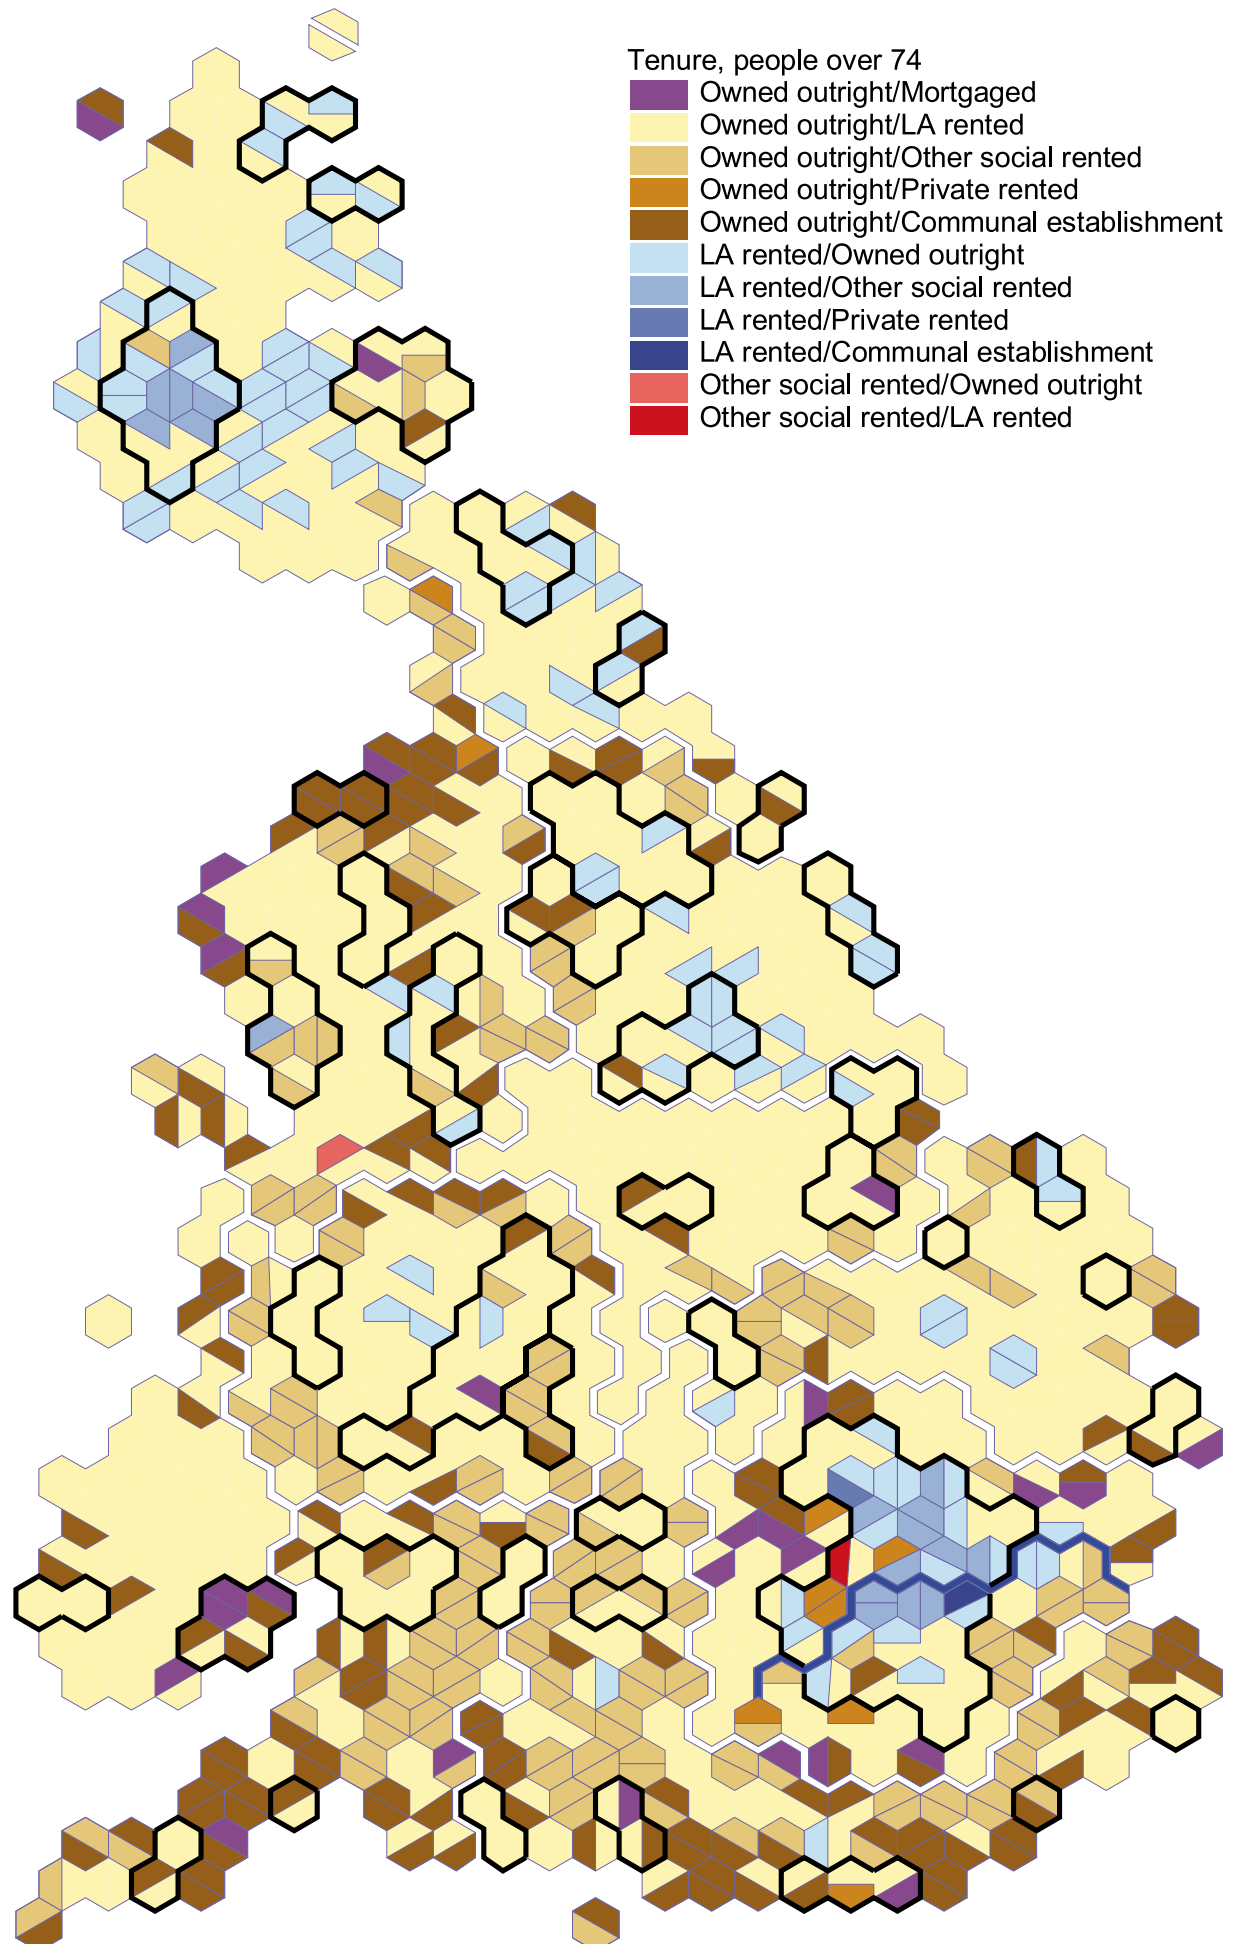 Tenure, people over 74
Owned outright/Mortgaged
Owned outright/LA rented
Owned outright/Other social rented
Owned outright/Private rented
Owned outright/Communal establishment
LA rented/Owned outright
LA rented/Other social rented
LA rented/Private rented
LA rented/Communal establishment
Other social rented/Owned outright
Other social rented/LA rented